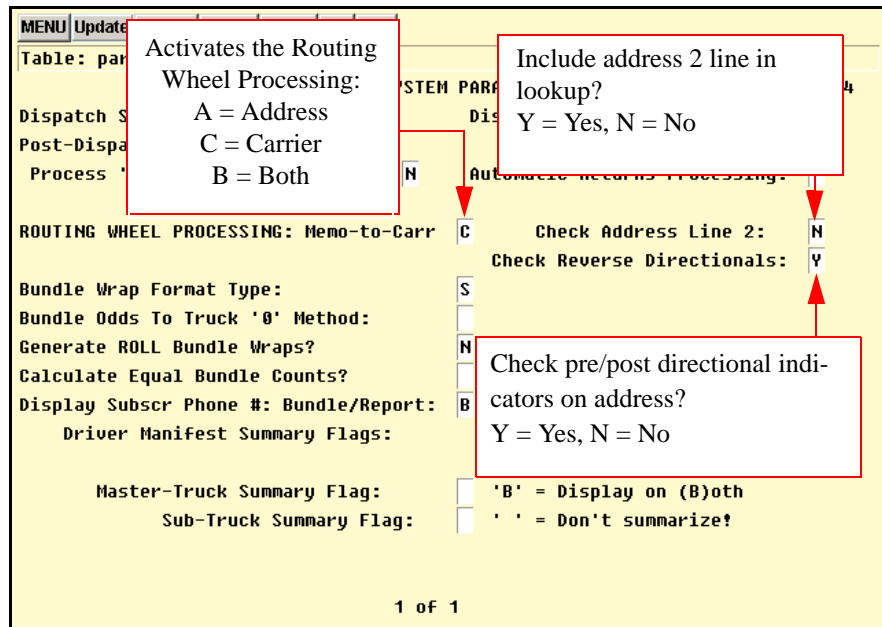 MENU Update
Table: par
Activates the Routing
Wheel Processing:
A = Address
C = Carrier
B = Both
Include address 2 line in
lookup?
Y = Yes, N = No
YSTEM PARA 4
Dispatch S Dis
Post-Dispa
Process ' N Automatic Returns Processing:
ROUTING WHEEL PROCESSING: Memo-to-Carr C Check Address Line 2: N
Check Reverse Directionals: Y
Bundle Wrap Format Type: S
Bundle Odds To Truck '0' Method:
Generate ROLL Bundle Wraps? N
Calculate Equal Bundle Counts?
Display Subscr Phone #: Bundle/Report: B
Check pre/post directional indi-
cators on address?
Y = Yes, N = No
Driver Manifest Summary Flags:
Master-Truck Summary Flag: 'B' = Display on (B)oth
Sub-Truck Summary Flag: ' ' = Don't summarize!
1 of 1